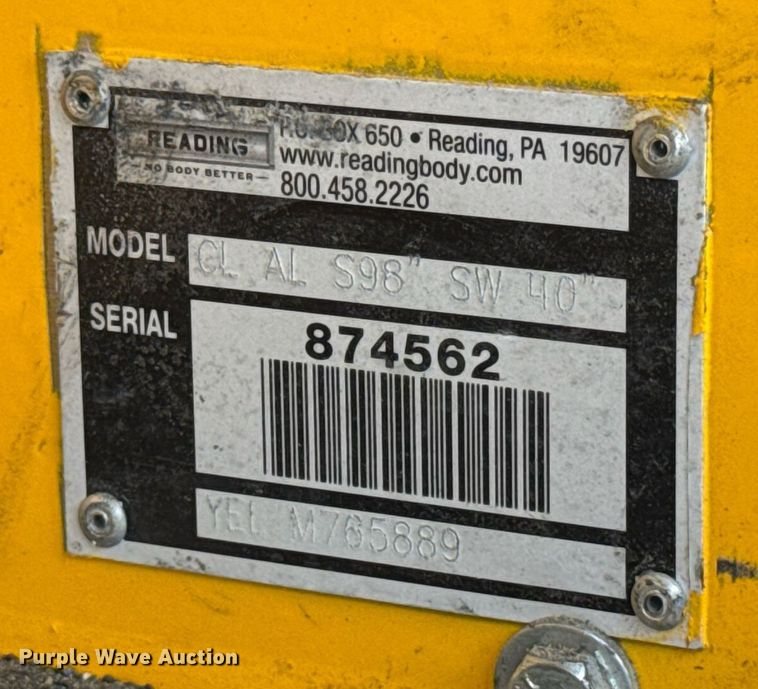 READING
NO BODY BETTER
P.O. BOX 650 • Reading, PA 19607
www.readingbody.com
800.458.2226
MODEL CL AL S98" SW 40"
SERIAL 874562
YEL M765889
Purple Wave Auction